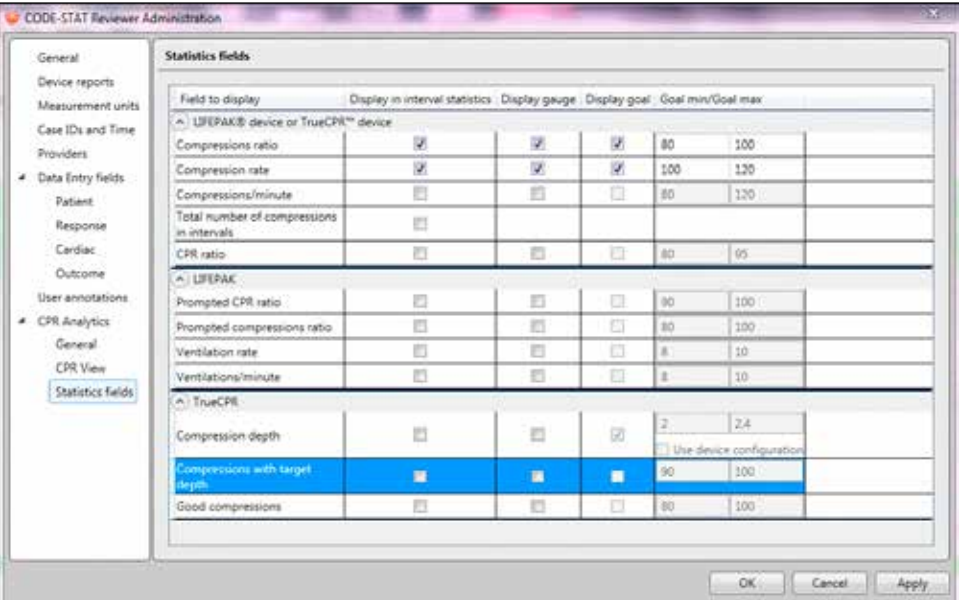 CODE-STAT Reviewer Administration
General
Device reports
Measurement units
Case IDs and Time
Providers
Data Entry fields
Patient
Response
Cardiac
Outcome
User annotations
CPR Analytics
General
CPR View
Statistics fields
Statistics fields
Field to display Display in interval statistics Display gauge Display goal Goal min/Goal max
LIFEPAK® device or TrueCPR™ device
Compressions ratio 80 100
Compression rate 100 120
Compressions/minute 80 120
Total number of compressions
in intervals
CPR ratio 80 95
LIFEPAK
Prompted CPR ratio 90 100
Prompted compressions ratio 80 100
Ventilation rate 8 10
Ventilations/minute 8 10
TrueCPR
Compression depth 2 2.4
Use device configuration
Compressions with target
depth 90 100
Good compressions 80 100
OK Cancel Apply